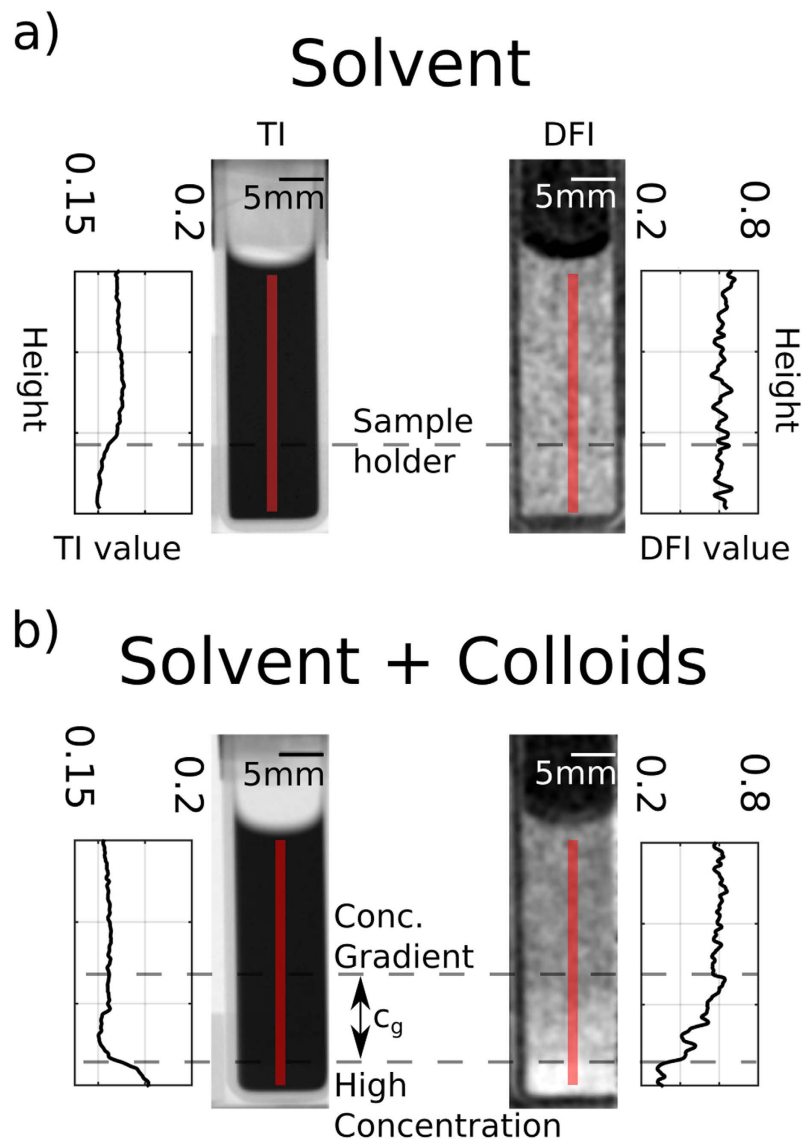 a)
Solvent
TI
DFI
0.15
0.2
5mm
5mm
0.2
0.8
Height
Height
Sample
holder
TI value
DFI value
b)
Solvent + Colloids
0.15
0.2
5mm
5mm
0.2
0.8
Conc.
Gradient
c_g
High
Concentration